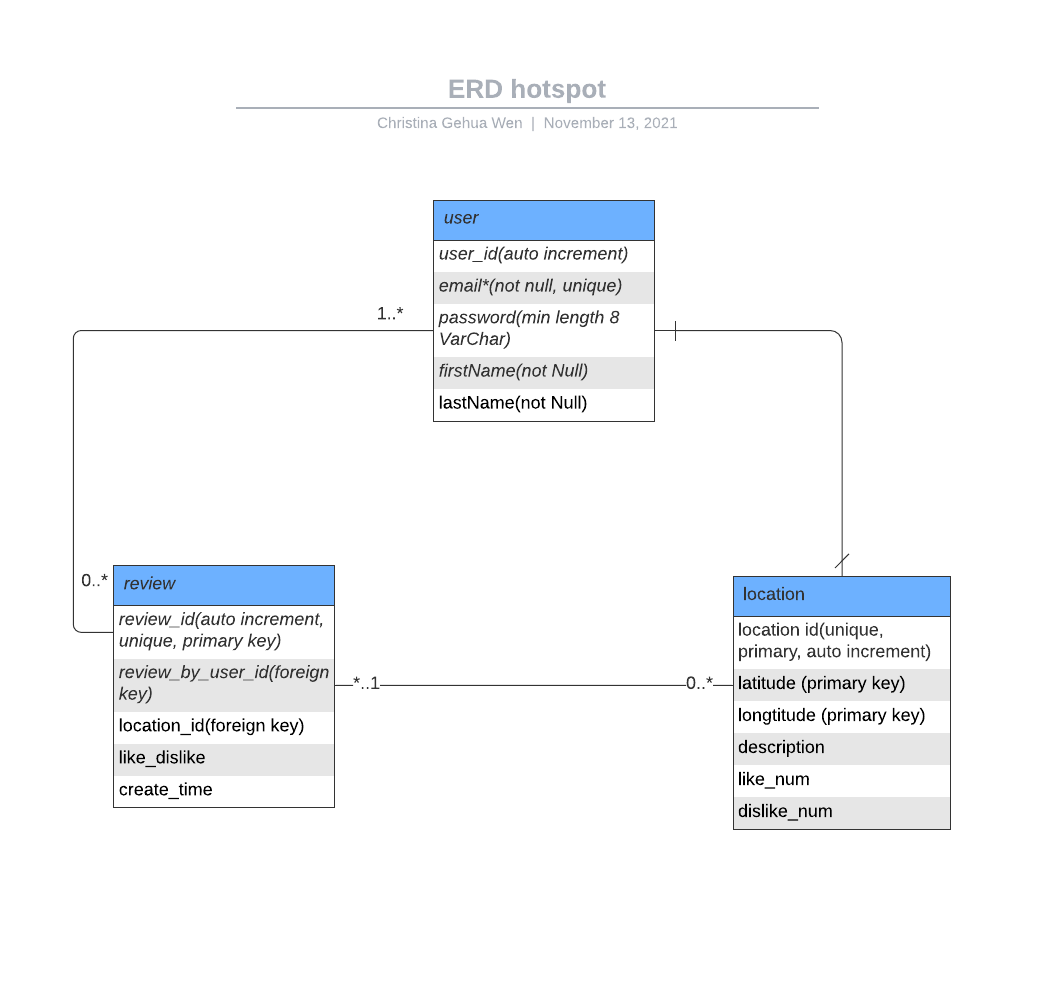 ERD hotspot
Christina Gehua Wen | November 13, 2021
user
user_id(auto increment)
email*(not null, unique)
password(min length 8
VarChar)
firstName(not Null)
lastName(not Null)
1..*
0..*
review
review_id(auto increment,
unique, primary key)
review_by_user_id(foreign
key)
location_id(foreign key)
like_dislike
create_time
*..1
0..*
location
location id(unique,
primary, auto increment)
latitude (primary key)
longtitude (primary key)
description
like_num
dislike_num